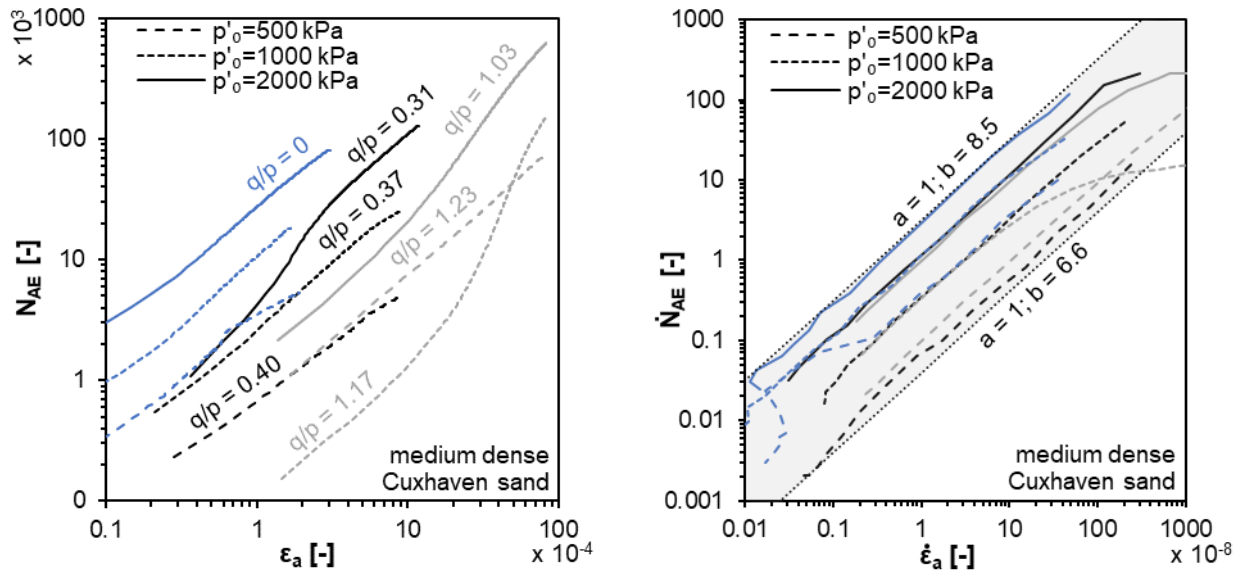 x 10³
N_AE [-]
1000
100
10
1
0
p'₀=500 kPa
p'₀=1000 kPa
p'₀=2000 kPa
q/p = 0
q/p = 0.31
q/p = 1.03
q/p = 0.37
q/p = 1.23
q/p = 0.40
q/p = 1.17
medium dense
Cuxhaven sand
0.1
1
10
100
εₐ [-]
x 10⁻⁴
Ṅ_AE [-]
1000
100
10
1
0.1
0.01
0.001
p'₀=500 kPa
p'₀=1000 kPa
p'₀=2000 kPa
a = 1; b = 8.5
a = 1; b = 6.6
medium dense
Cuxhaven sand
0.01
0.1
1
10
100
1000
ε̇ₐ [-]
x 10⁻⁸